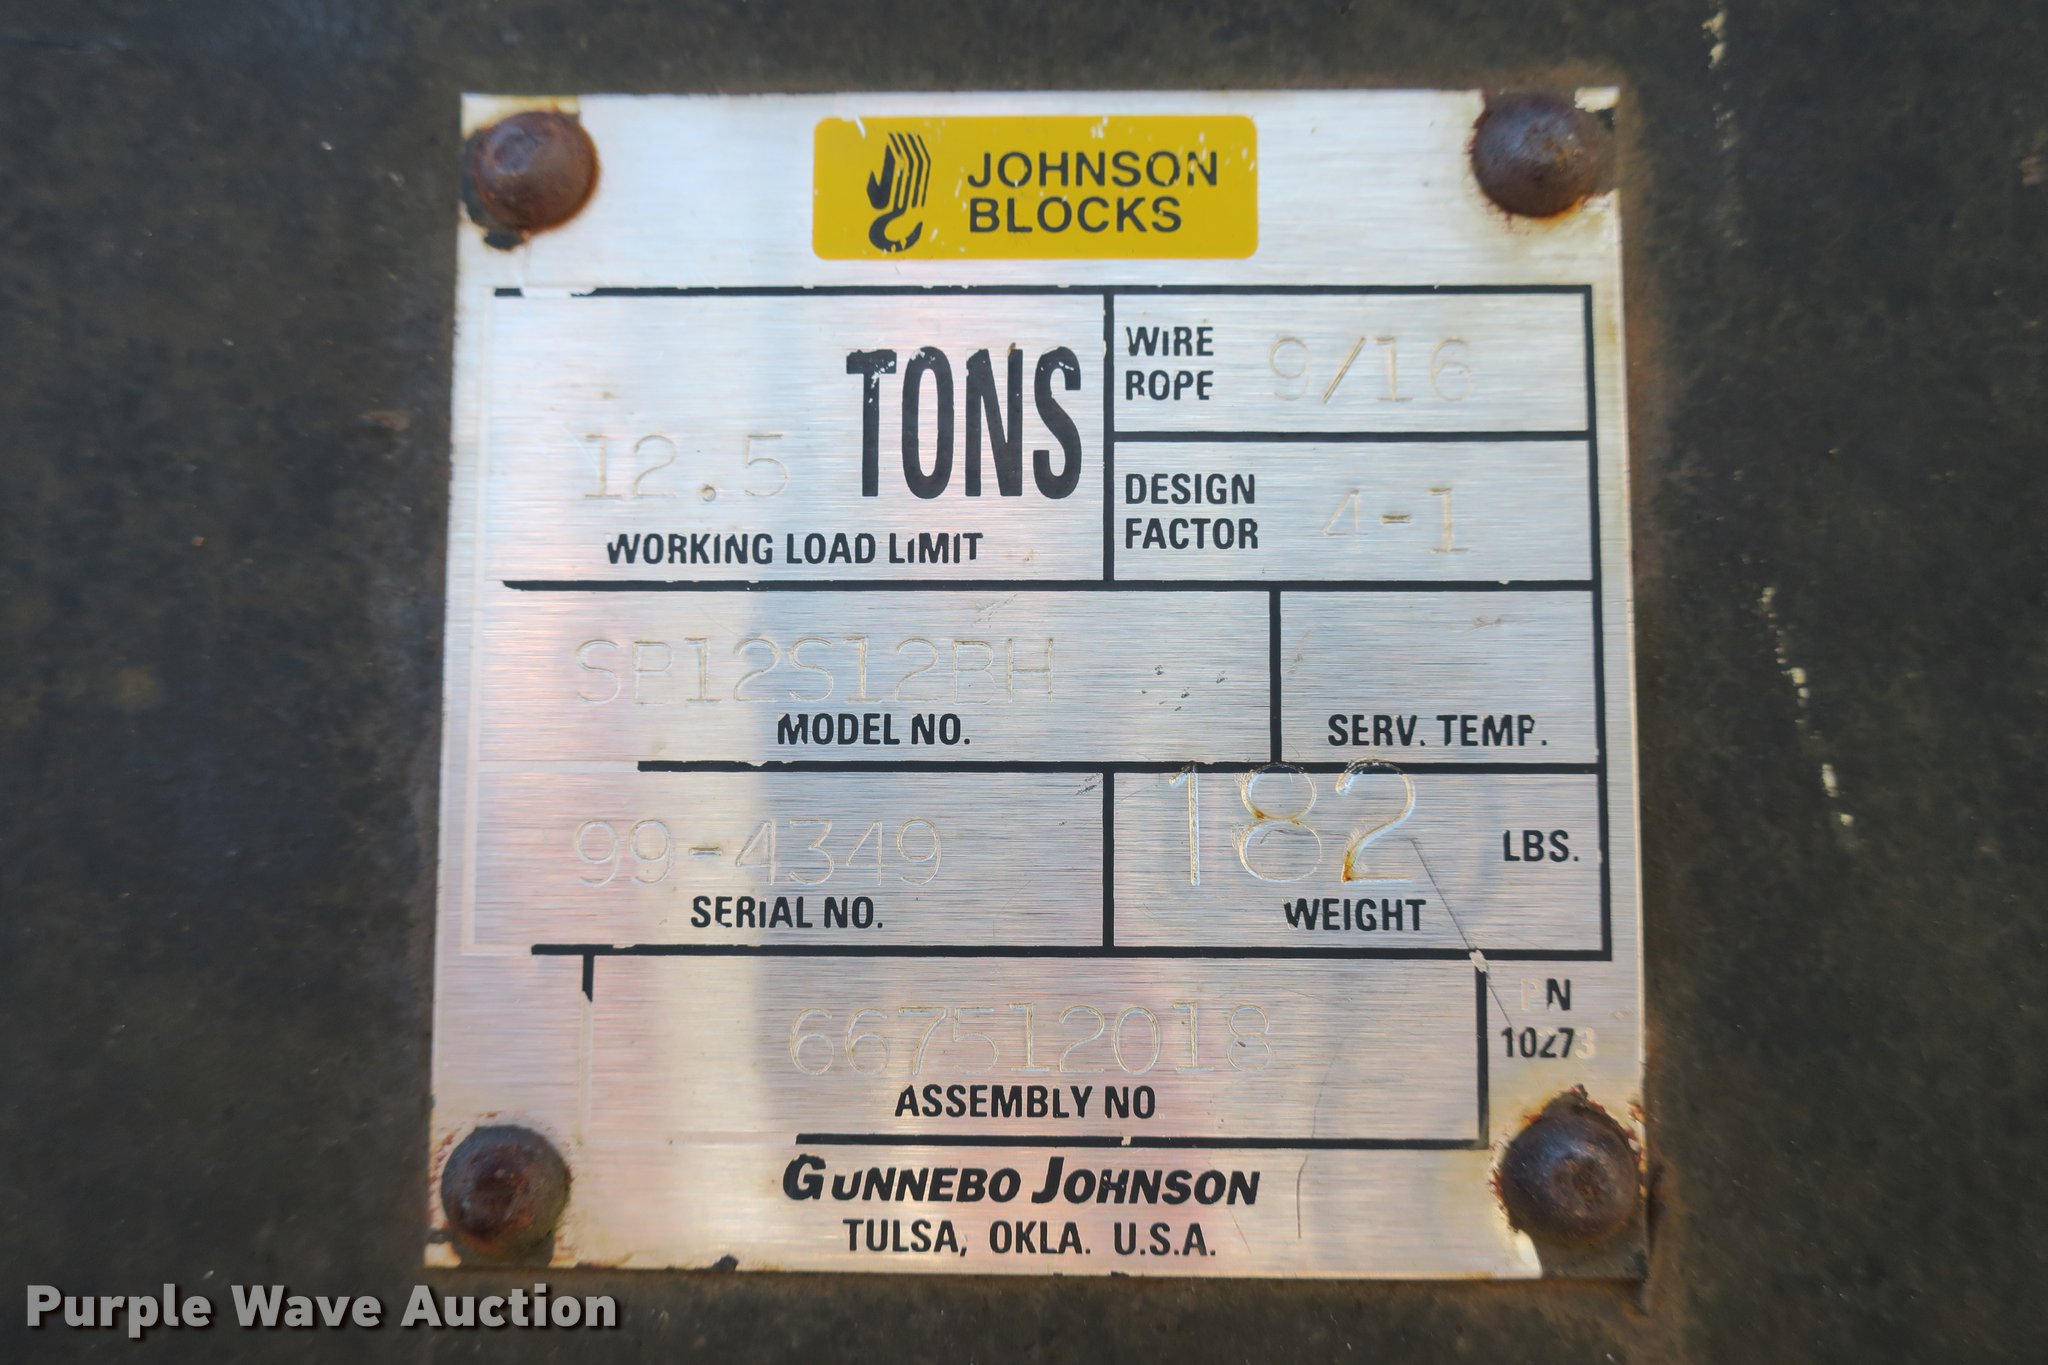 JOHNSON
BLOCKS
12.5 TONS
WORKING LOAD LIMIT
WIRE
ROPE 9/16
DESIGN
FACTOR 4-1
SB12S12BH
MODEL NO.
SERV. TEMP.
99-4349
SERIAL NO.
182 LBS.
WEIGHT
667512018
ASSEMBLY NO
PN
10273
GUNNEBO JOHNSON
TULSA, OKLA. U.S.A.
Purple Wave Auction